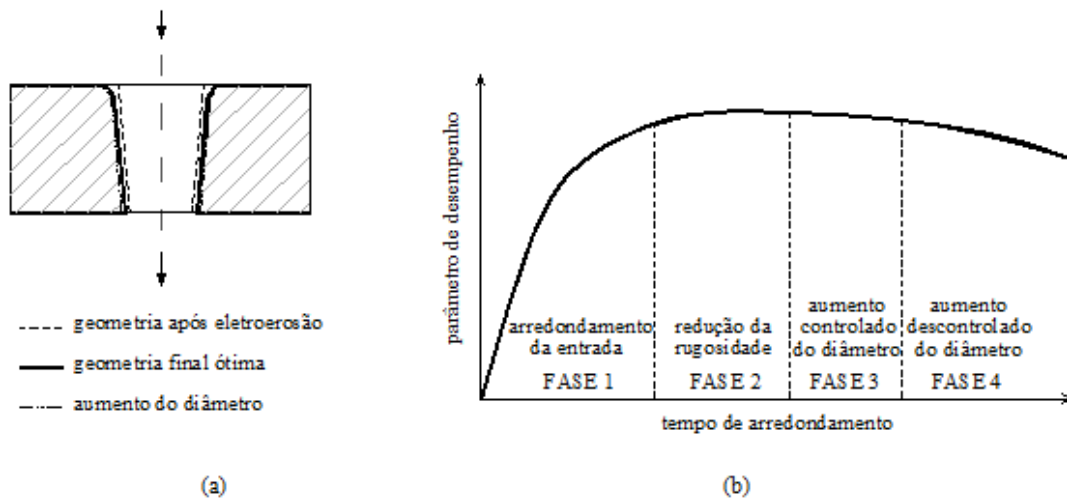 geometria após eletroerosão
geometria final ótima
aumento do diâmetro
(a)
parâmetro de desempenho
arredondamento
da entrada
FASE 1
redução da
rugosidade
FASE 2
aumento
controlado
do diâmetro
FASE 3
aumento
descontrolado
do diâmetro
FASE 4
tempo de arredondamento
(b)